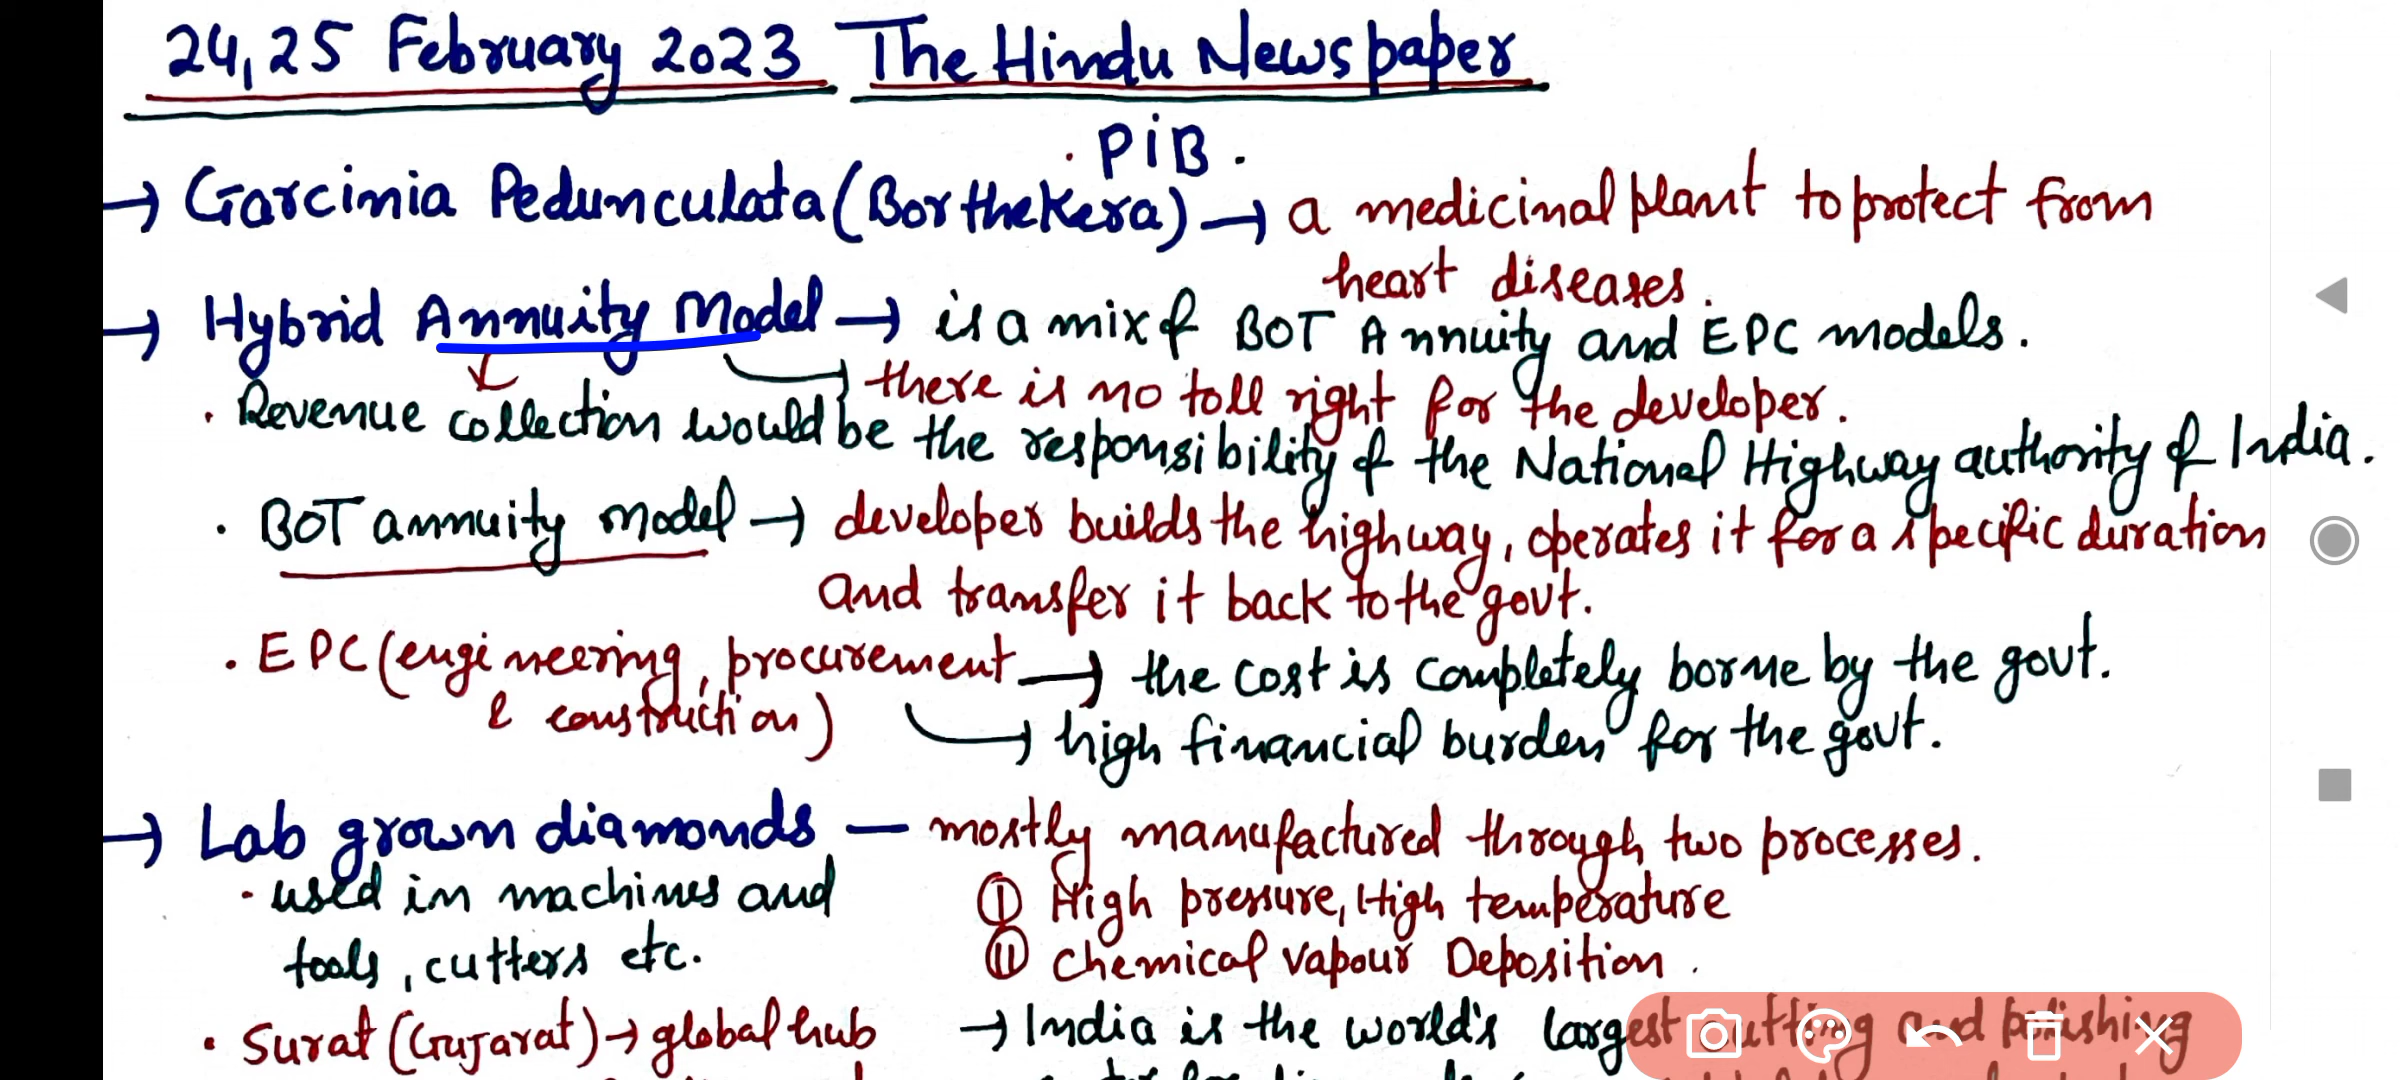 24,25 February 2023 The Hindu Newspaper
. PiB .
→ Garcinia Pedunculata (Bor thekera) → a medicinal plant to protect from
heart diseases.
→ Hybrid Annuity Model → is a mix of BOT Annuity and EPC models.
→ there is no toll right for the developer.
· Revenue collection would be the responsibility of the National Highway authority of India.
· BOT annuity model → developer builds the highway, operates it for a specific duration
and transfer it back to the govt.
· EPC (engineering, procurement → the cost is completely borne by the govt.
& construction) → high financial burden for the govt.
→ Lab grown diamonds — mostly manufactured through two processes.
· used in machines and ① High pressure, High temperature
tools, cutters etc. ② chemical vapour Deposition.
· Surat (Gujarat) → global hub → India is the world's largest cutting and polishing